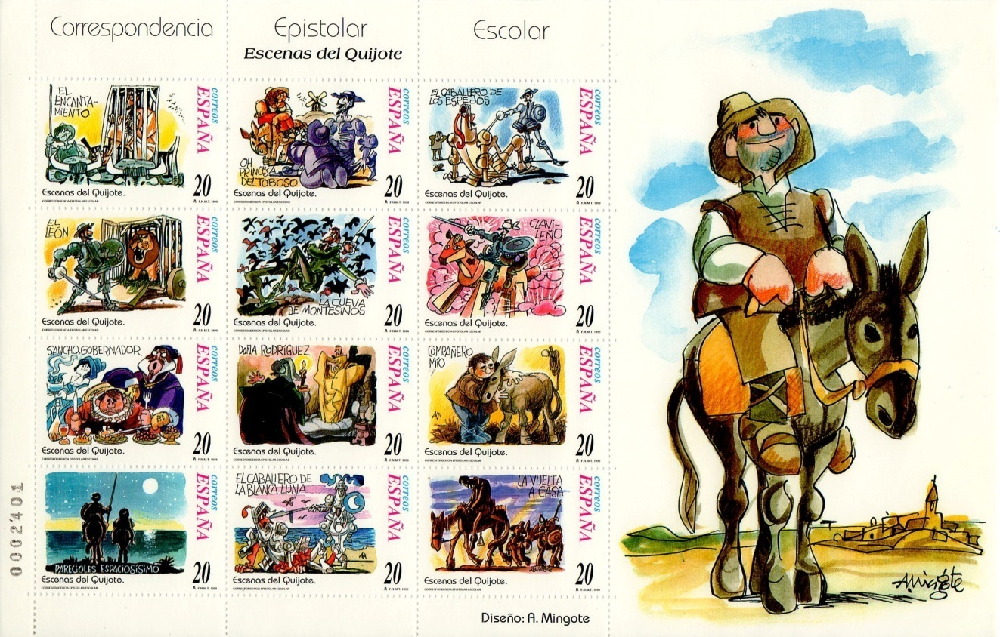 Correspondencia Epistolar Escolar
Escenas del Quijote
EL
ENCANTA-
MIENTO
correos
ESPAÑA
20
Escenas del Quijote.
CORRESPONDENCIA EPISTOLAR ESCOLAR
F.N.M.T. 1998
OH
PRINCESA
DEL TOBOSO
correos
ESPAÑA
20
Escenas del Quijote.
CORRESPONDENCIA EPISTOLAR ESCOLAR
F.N.M.T. 1998
EL CABALLERO DE
LOS ESPEJOS
correos
ESPAÑA
20
Escenas del Quijote.
CORRESPONDENCIA EPISTOLAR ESCOLAR
F.N.M.T. 1998
EL
LEÓN
correos
ESPAÑA
20
Escenas del Quijote.
CORRESPONDENCIA EPISTOLAR ESCOLAR
F.N.M.T. 1998
LA CUEVA
DE MONTESINOS
correos
ESPAÑA
20
Escenas del Quijote.
CORRESPONDENCIA EPISTOLAR ESCOLAR
F.N.M.T. 1998
CLAVI-
LEÑO
correos
ESPAÑA
20
Escenas del Quijote.
CORRESPONDENCIA EPISTOLAR ESCOLAR
F.N.M.T. 1998
SANCHO, GOBERNADOR
correos
ESPAÑA
20
Escenas del Quijote.
CORRESPONDENCIA EPISTOLAR ESCOLAR
F.N.M.T. 1998
DOÑA RODRÍGUEZ
correos
ESPAÑA
20
Escenas del Quijote.
CORRESPONDENCIA EPISTOLAR ESCOLAR
F.N.M.T. 1998
COMPAÑERO
MÍO
correos
ESPAÑA
20
Escenas del Quijote.
CORRESPONDENCIA EPISTOLAR ESCOLAR
F.N.M.T. 1998
PARECIOLES ESPACIOSÍSIMO
correos
ESPAÑA
20
Escenas del Quijote.
CORRESPONDENCIA EPISTOLAR ESCOLAR
F.N.M.T. 1998
EL CABALLERO DE
LA BLANCA LUNA
correos
ESPAÑA
20
Escenas del Quijote.
CORRESPONDENCIA EPISTOLAR ESCOLAR
F.N.M.T. 1998
LA VUELTA
A CASA
correos
ESPAÑA
20
Escenas del Quijote.
CORRESPONDENCIA EPISTOLAR ESCOLAR
F.N.M.T. 1998
0002401
Diseño: A. Mingote
Mingote